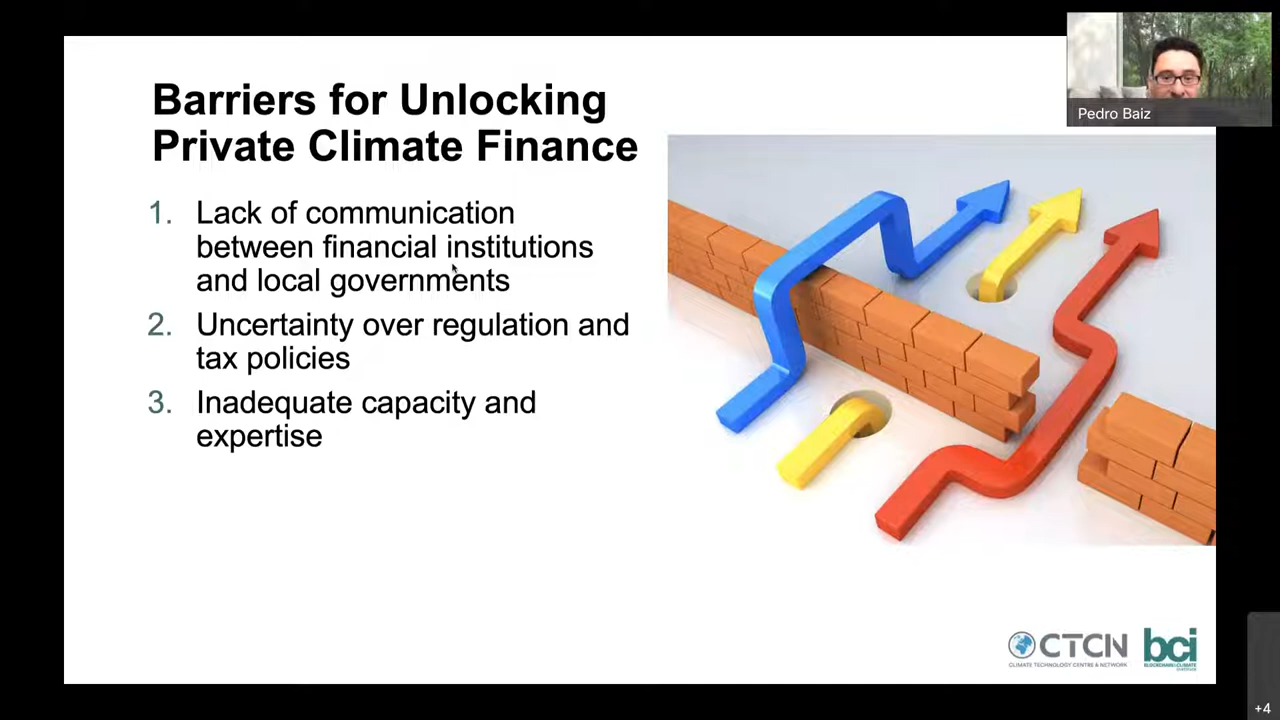 Barriers for Unlocking
Private Climate Finance
1. Lack of communication
between financial institutions
and local governments
2. Uncertainty over regulation and
tax policies
3. Inadequate capacity and
expertise
Pedro Baiz
CTCN
CLIMATE TECHNOLOGY CENTRE & NETWORK
bci
+4